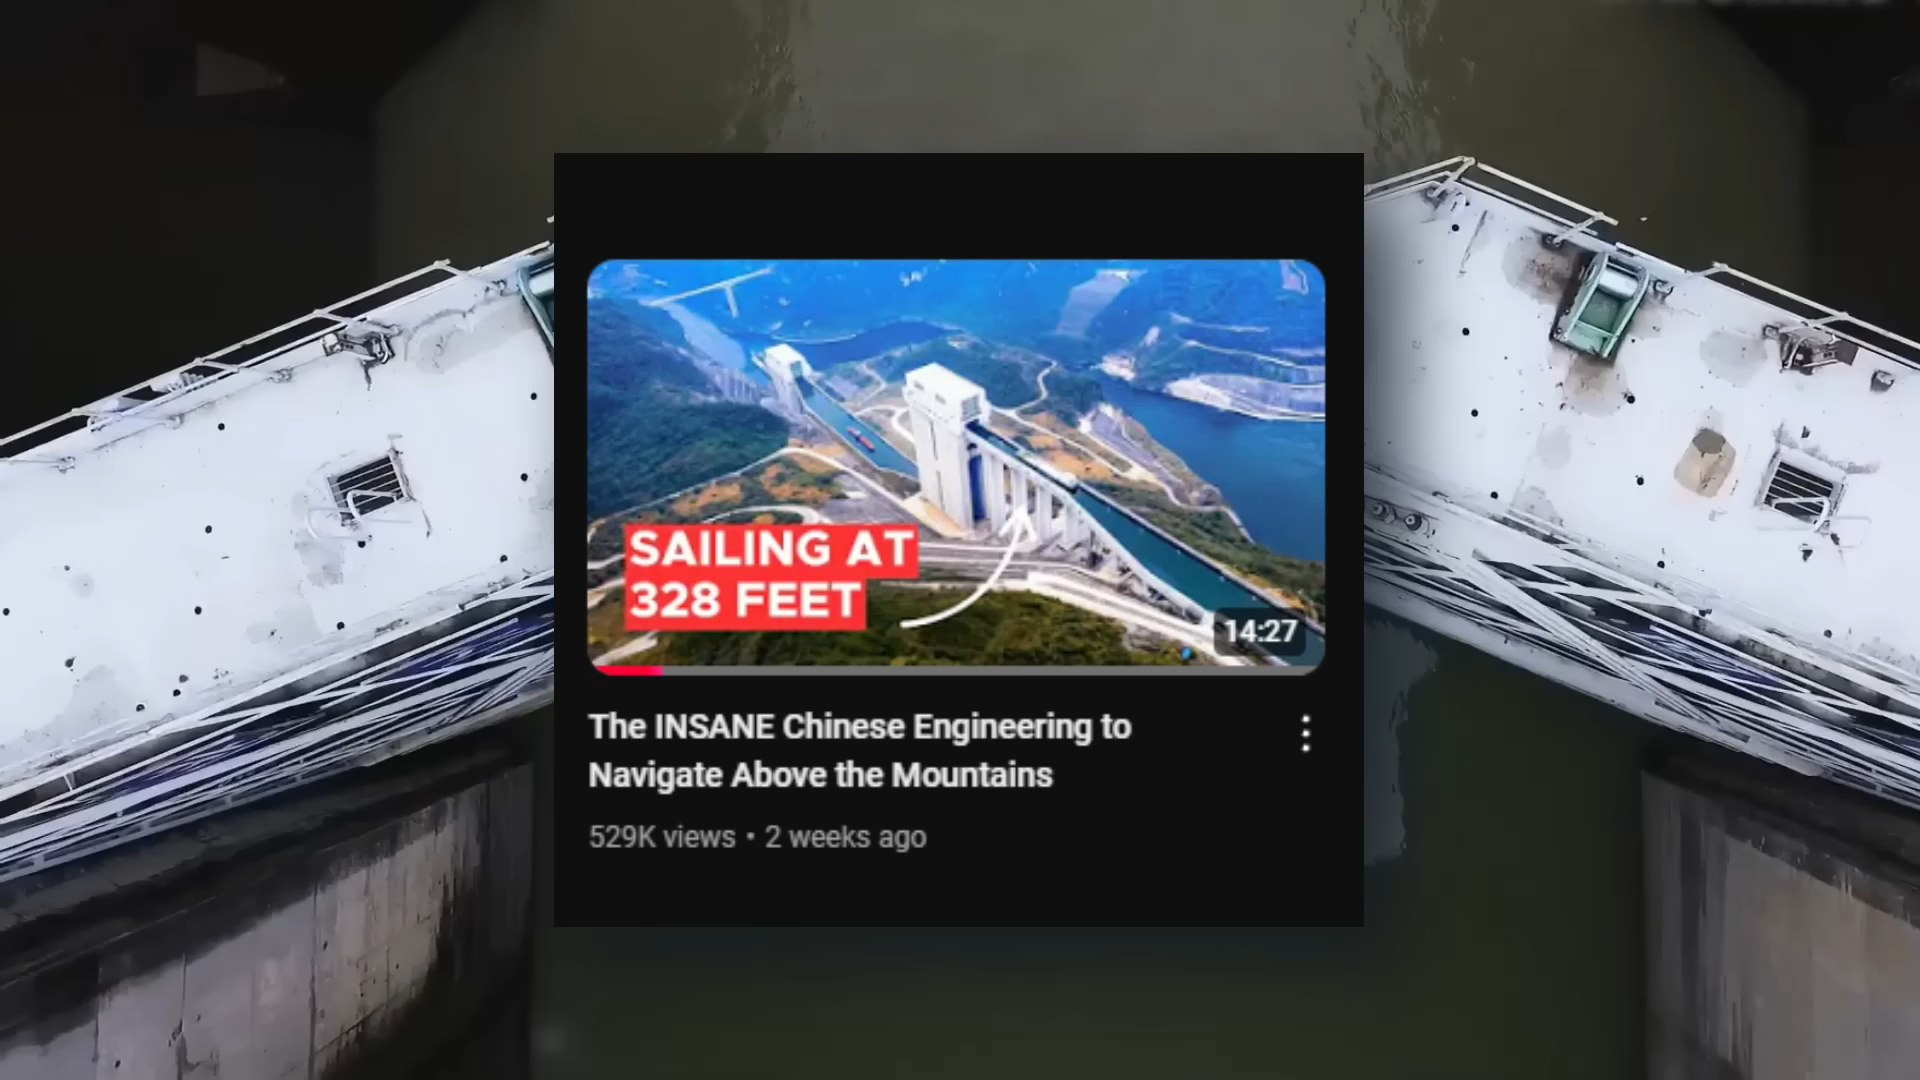 SAILING AT
328 FEET
14:27
The INSANE Chinese Engineering to
Navigate Above the Mountains
529K views • 2 weeks ago